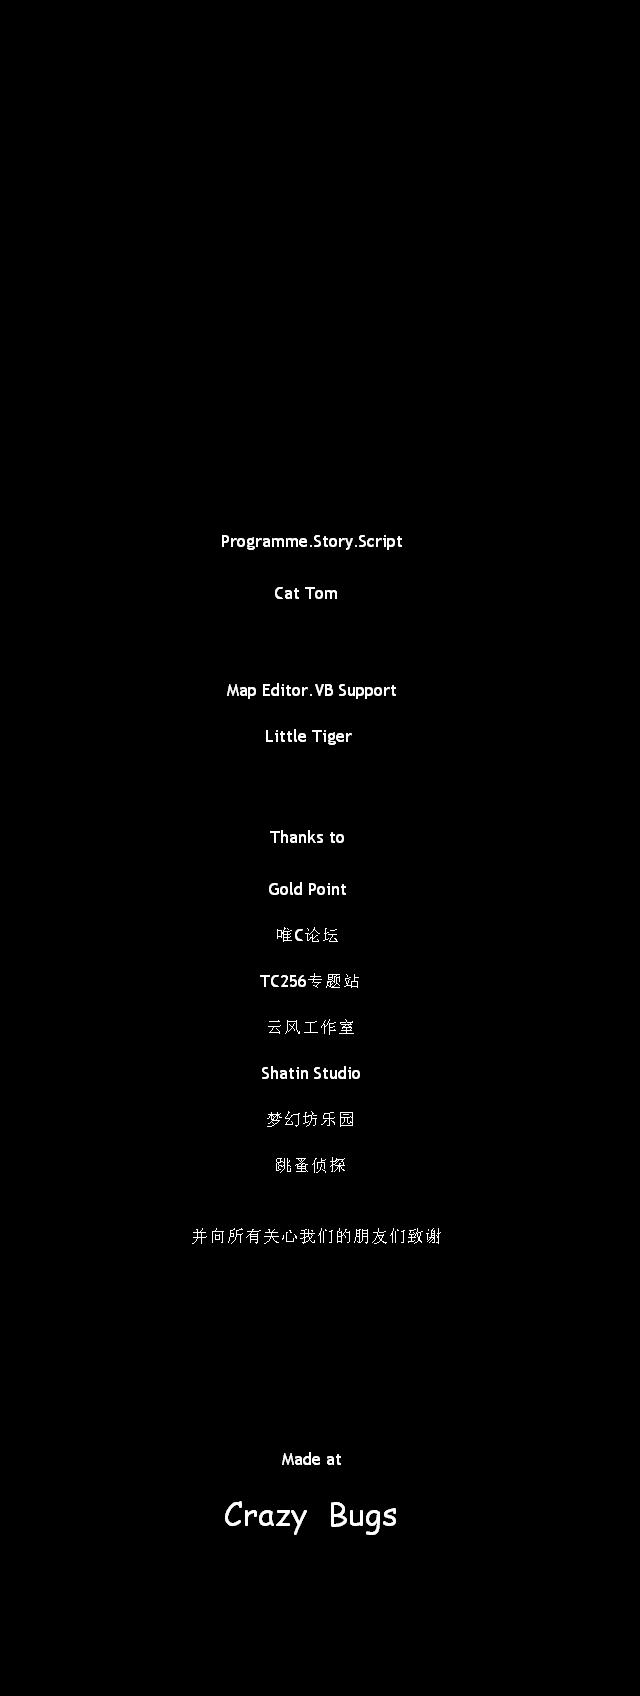 Programme.Story.Script
Cat Tom
Map Editor.VB Support
Little Tiger
Thanks to
Gold Point
唯C论坛
TC256专题站
云风工作室
Shatin Studio
梦幻坊乐园
跳蚤侦探
并向所有关心我们的朋友们致谢
Made at
Crazy Bugs